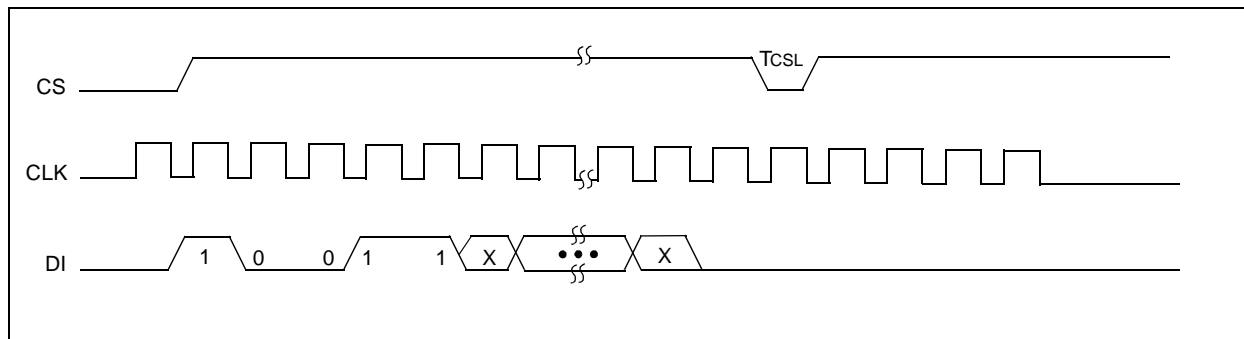 TCSL
CS
CLK
DI 1 0 0 1 1 X ••• X